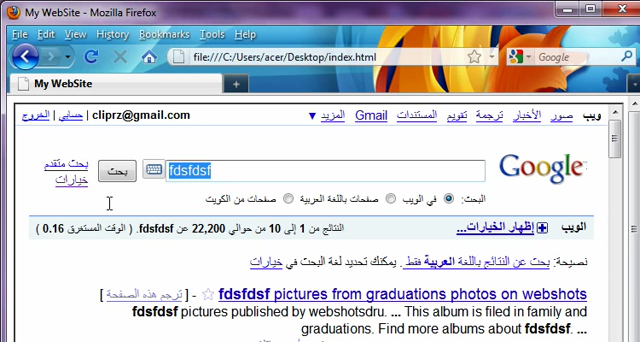 My WebSite - Mozilla Firefox
File Edit View History Bookmarks Tools Help
file:///C:/Users/acer/Desktop/index.html
Google
My WebSite
ويب صور الأخبار ترجمة تقويم المستندات Gmail المزيد ▼
cliprz@gmail.com | حسابي | الخروج
Google
fdsfdsf
بحث
بحث متقدم
خيارات
البحث: في الويب صفحات باللغة العربية صفحات من الكويت
الويب إظهار الخيارات...
النتائج من 1 إلى 10 من حوالي 22,200 عن fdsfdsf. ( الوقت المستغرق 0.16 )
نصيحة: بحث عن النتائج باللغة العربية فقط . يمكنك تحديد لغة البحث في خيارات
fdsfdsf pictures from graduations photos on webshots - [ ترجم هذه الصفحة ]
fdsfdsf pictures published by webshotsdru. ... This album is filed in family and
graduations. Find more albums about fdsfdsf. ...